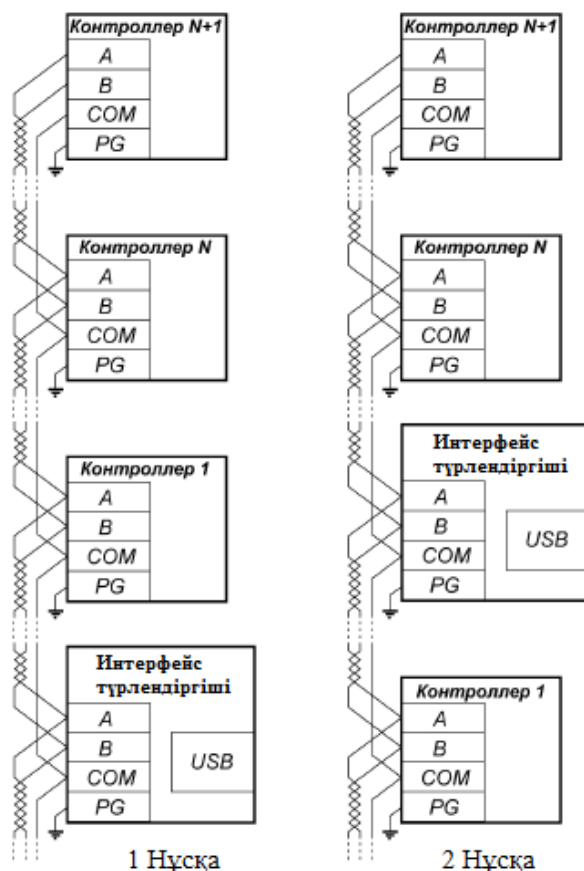 Контроллер N+1
A
B
COM
PG
Контроллер N
A
B
COM
PG
Контроллер 1
A
B
COM
PG
Интерфейс
түрлендіргіші
A
B
COM
PG
USB
1 Нұсқа
Контроллер N+1
A
B
COM
PG
Контроллер N
A
B
COM
PG
Интерфейс
түрлендіргіші
A
B
COM
PG
USB
Контроллер 1
A
B
COM
PG
2 Нұсқа